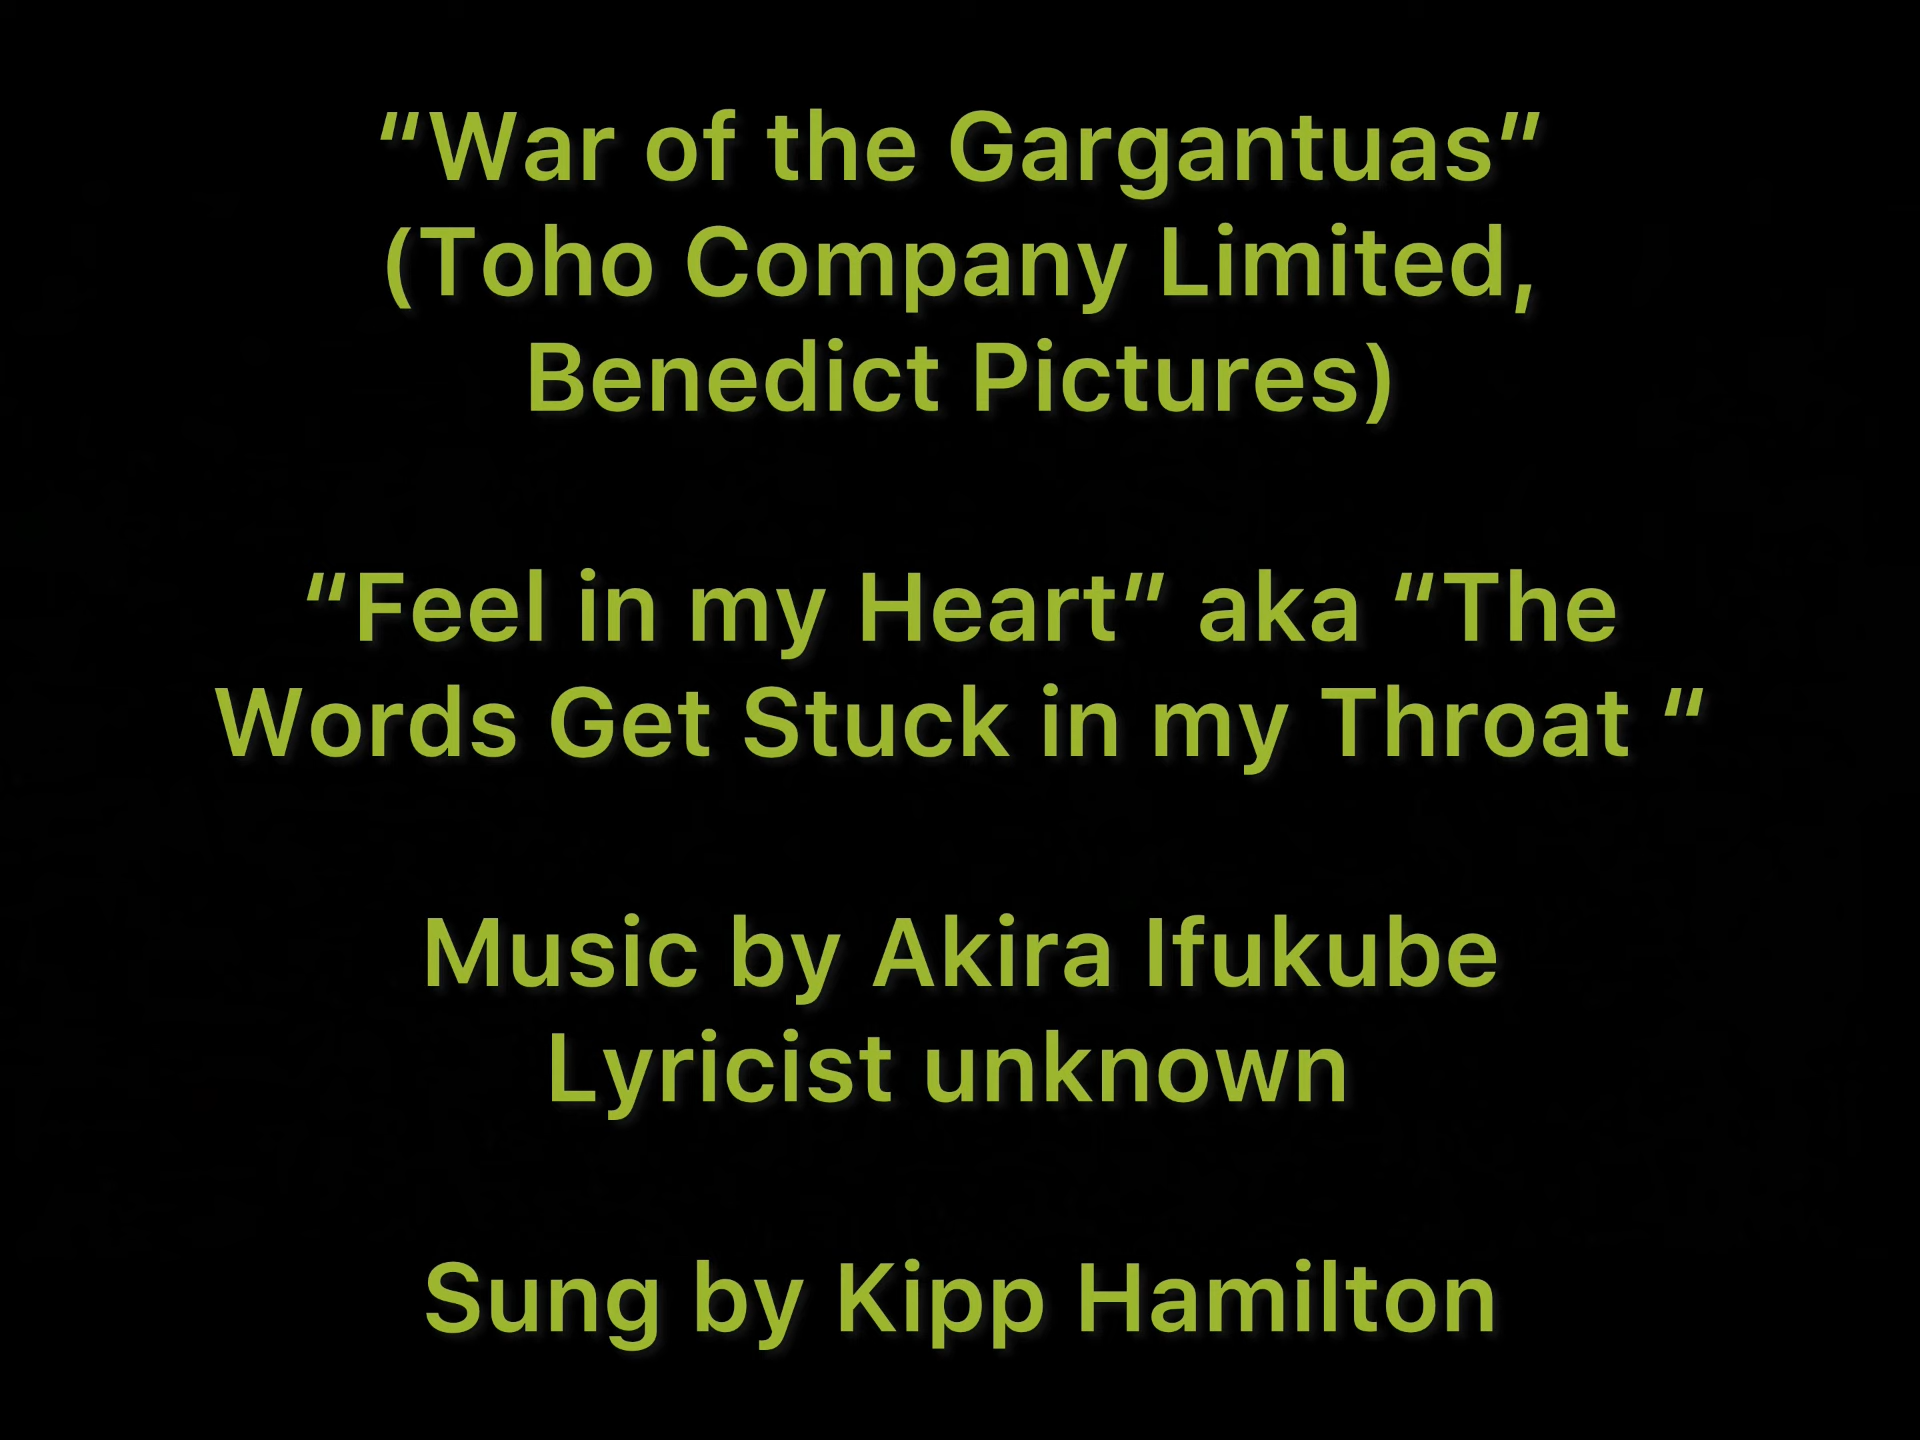 “War of the Gargantuas”
(Toho Company Limited,
Benedict Pictures)
“Feel in my Heart” aka “The
Words Get Stuck in my Throat “
Music by Akira Ifukube
Lyricist unknown
Sung by Kipp Hamilton